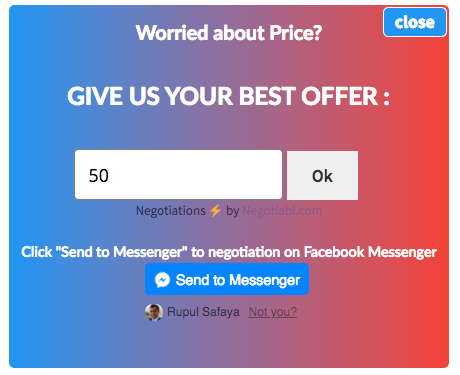 close
Worried about Price?
GIVE US YOUR BEST OFFER :
50 Ok
Negotiations ⚡ by Negotiabl.com
Click "Send to Messenger" to negotiation on Facebook Messenger
Send to Messenger
Rupul Safaya Not you?